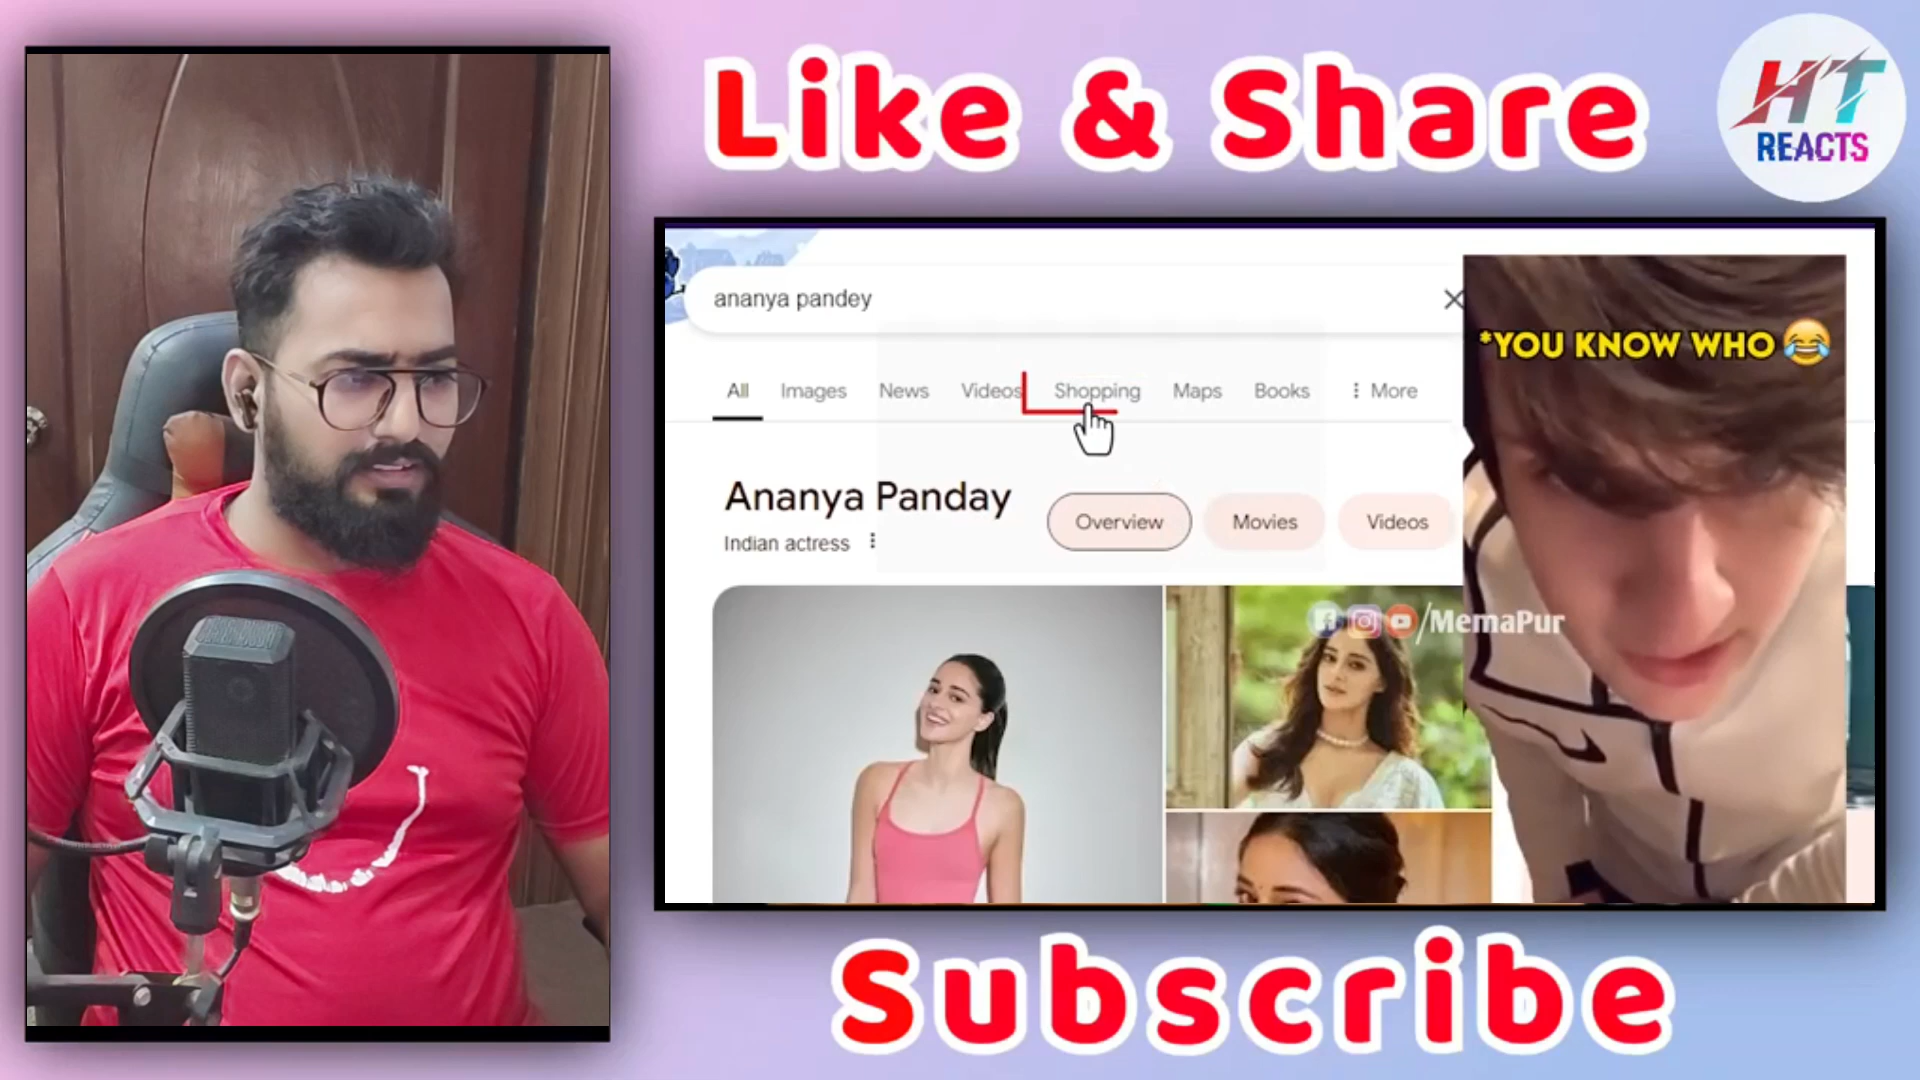 Like & Share
HT
REACTS
ananya pandey
*YOU KNOW WHO
All Images News Videos Shopping Maps Books More
Ananya Panday
Indian actress
Overview Movies Videos
/MemaPur
Subscribe